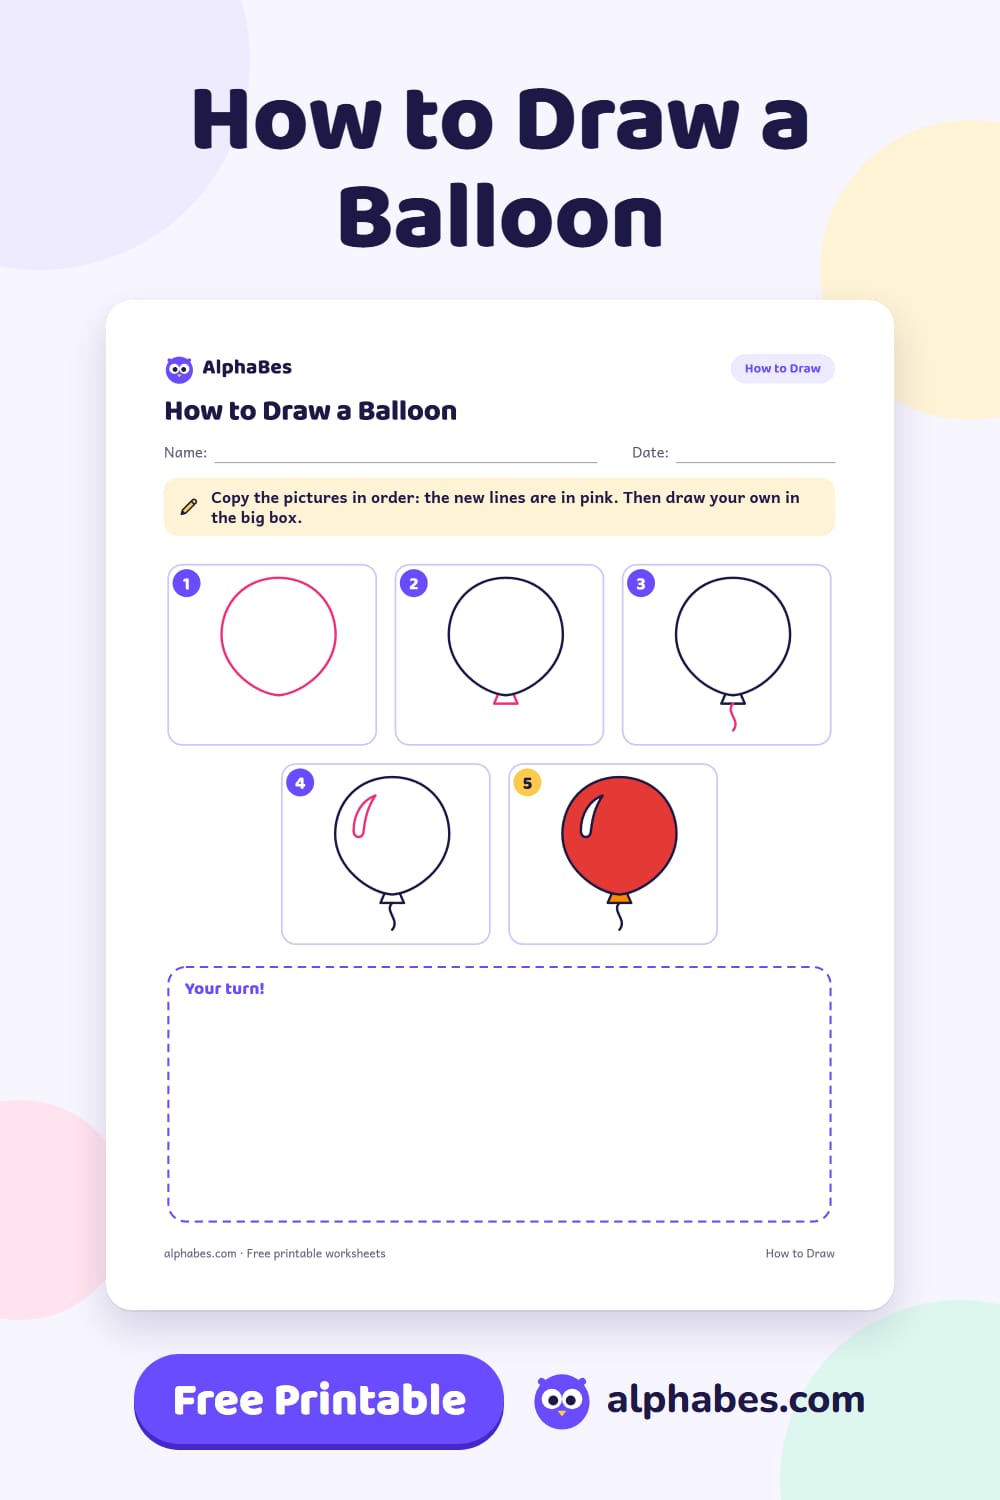 How to Draw a
Balloon
AlphaBes
How to Draw
How to Draw a Balloon
Name:
Date:
Copy the pictures in order: the new lines are in pink. Then draw your own in
the big box.
1
2
3
4
5
Your turn!
alphabes.com · Free printable worksheets
How to Draw
Free Printable
alphabes.com